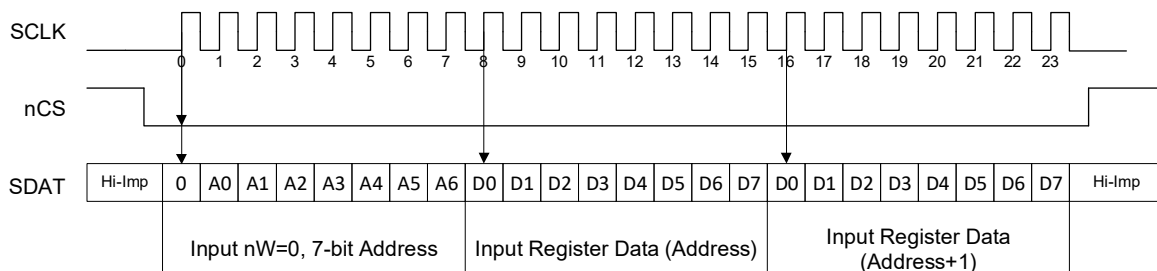 SCLK
0 1 2 3 4 5 6 7 8 9 10 11 12 13 14 15 16 17 18 19 20 21 22 23
nCS
SDAT Hi-Imp 0 A0 A1 A2 A3 A4 A5 A6 D0 D1 D2 D3 D4 D5 D6 D7 D0 D1 D2 D3 D4 D5 D6 D7 Hi-Imp
Input nW=0, 7-bit Address
Input Register Data (Address)
Input Register Data
(Address+1)